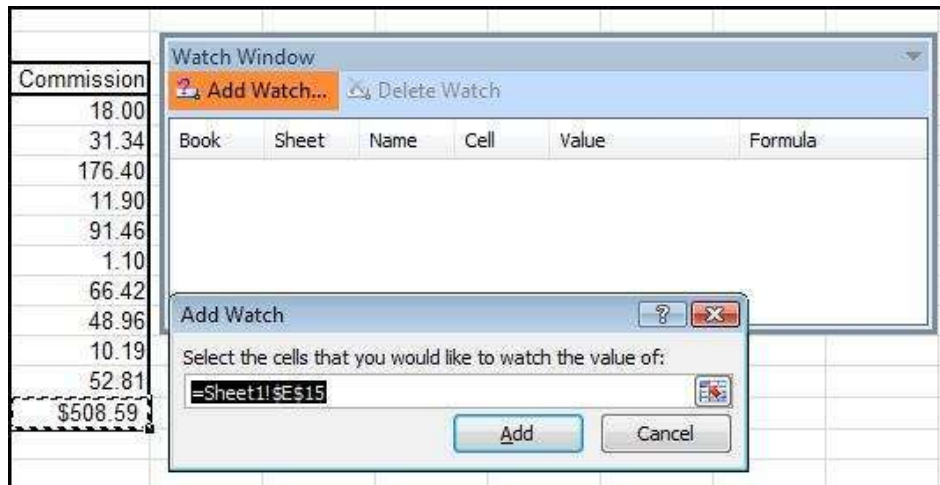 Commission
18.00
31.34
176.40
11.90
91.46
1.10
66.42
48.96
10.19
52.81
$508.59
Watch Window
Add Watch... Delete Watch
Book Sheet Name Cell Value Formula
Add Watch
Select the cells that you would like to watch the value of:
=Sheet1!$E$15
Add Cancel